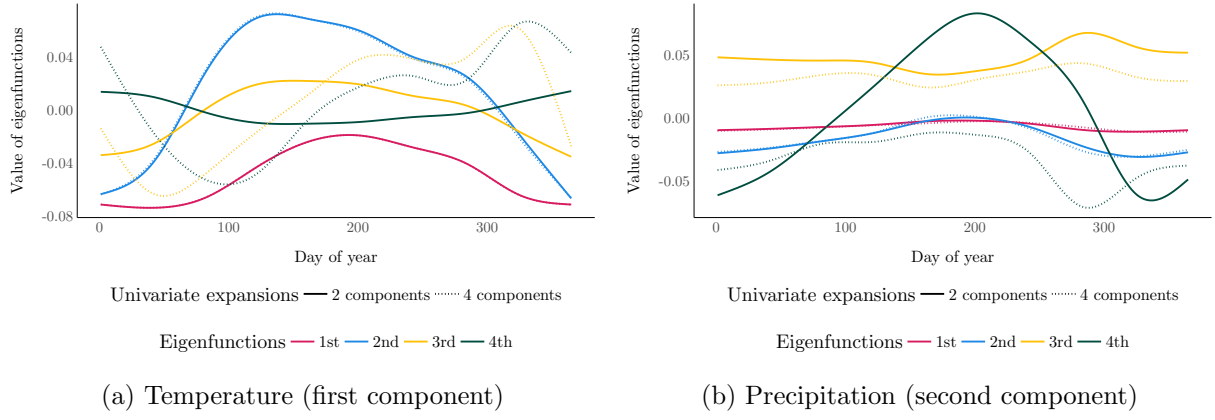 Value of eigenfunctions
0.04
0.00
-0.04
-0.08
0 100 200 300
Day of year
Univariate expansions 2 components 4 components
Eigenfunctions 1st 2nd 3rd 4th
(a) Temperature (first component)
Value of eigenfunctions
0.05
0.00
-0.05
0 100 200 300
Day of year
Univariate expansions 2 components 4 components
Eigenfunctions 1st 2nd 3rd 4th
(b) Precipitation (second component)